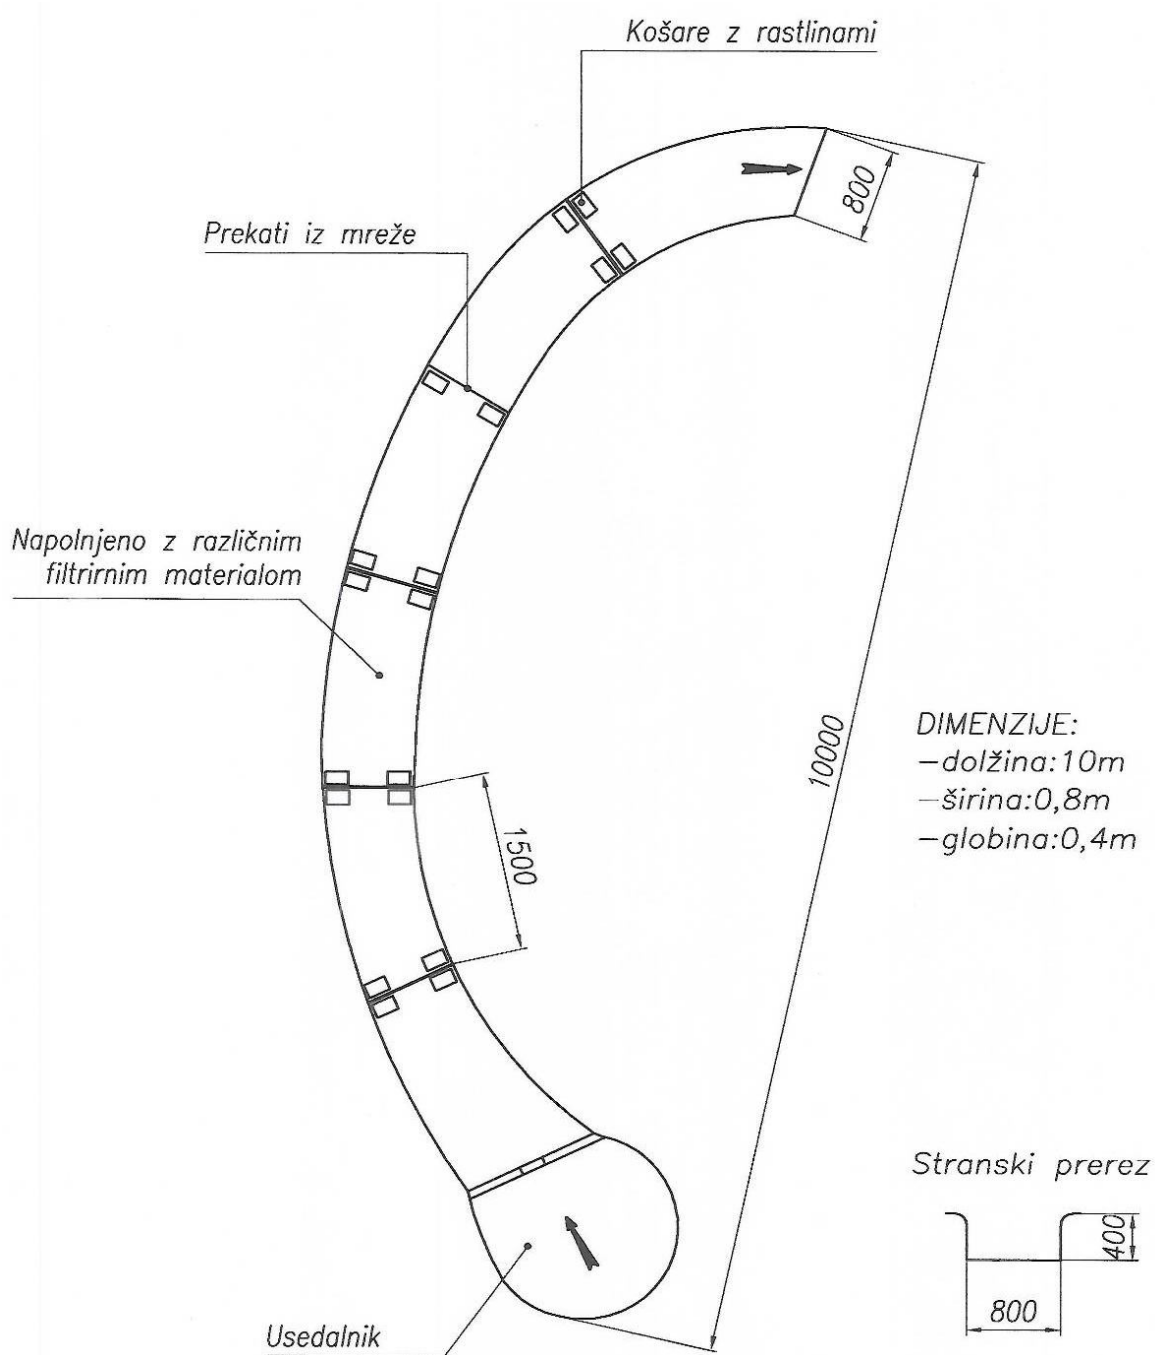 Košare z rastlinami
800
Prekati iz mreže
Napolnjeno z različnim
filtrirnim materialom
10000
DIMENZIJE:
-dolžina:10m
-širina:0,8m
-globina:0,4m
1500
Stranski prerez
400
800
Usedalnik